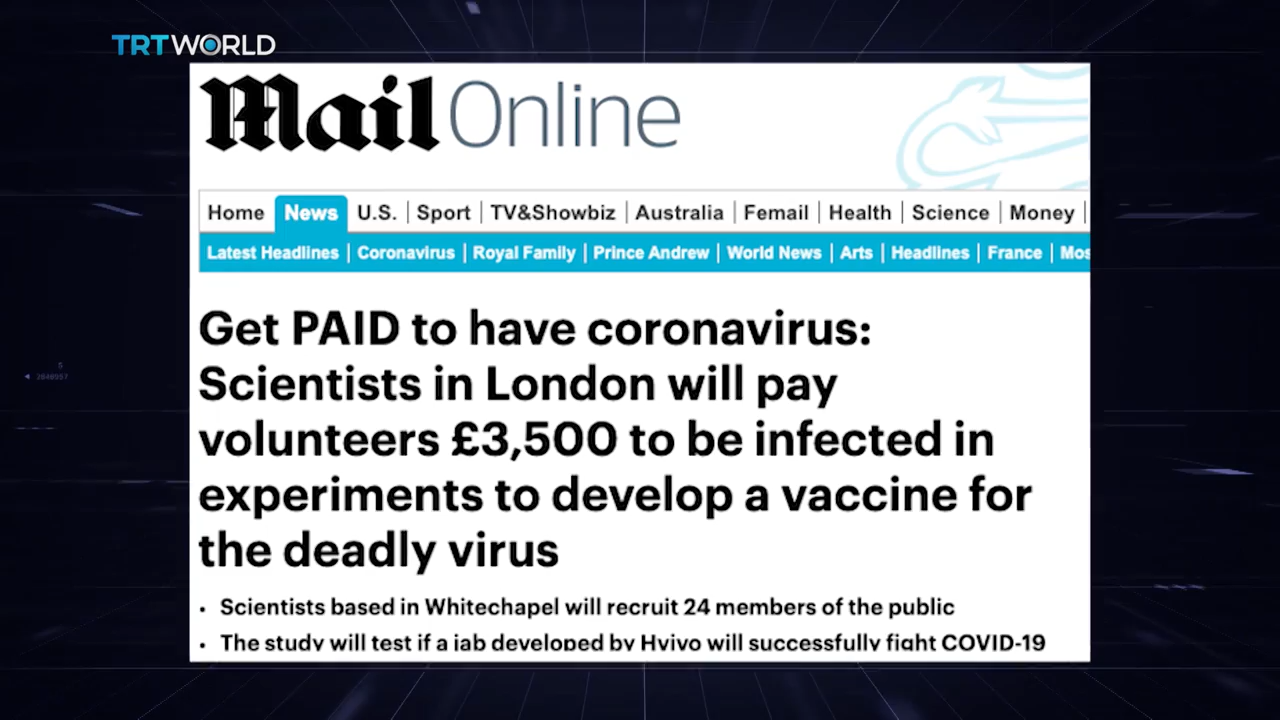 TRT WORLD
Mail Online
Home News U.S. Sport TV&Showbiz Australia Femail Health Science Money
Latest Headlines Coronavirus Royal Family Prince Andrew World News Arts Headlines France Mos
Get PAID to have coronavirus:
Scientists in London will pay
volunteers £3,500 to be infected in
experiments to develop a vaccine for
the deadly virus
• Scientists based in Whitechapel will recruit 24 members of the public
• The study will test if a jab developed by Hvivo will successfully fight COVID-19